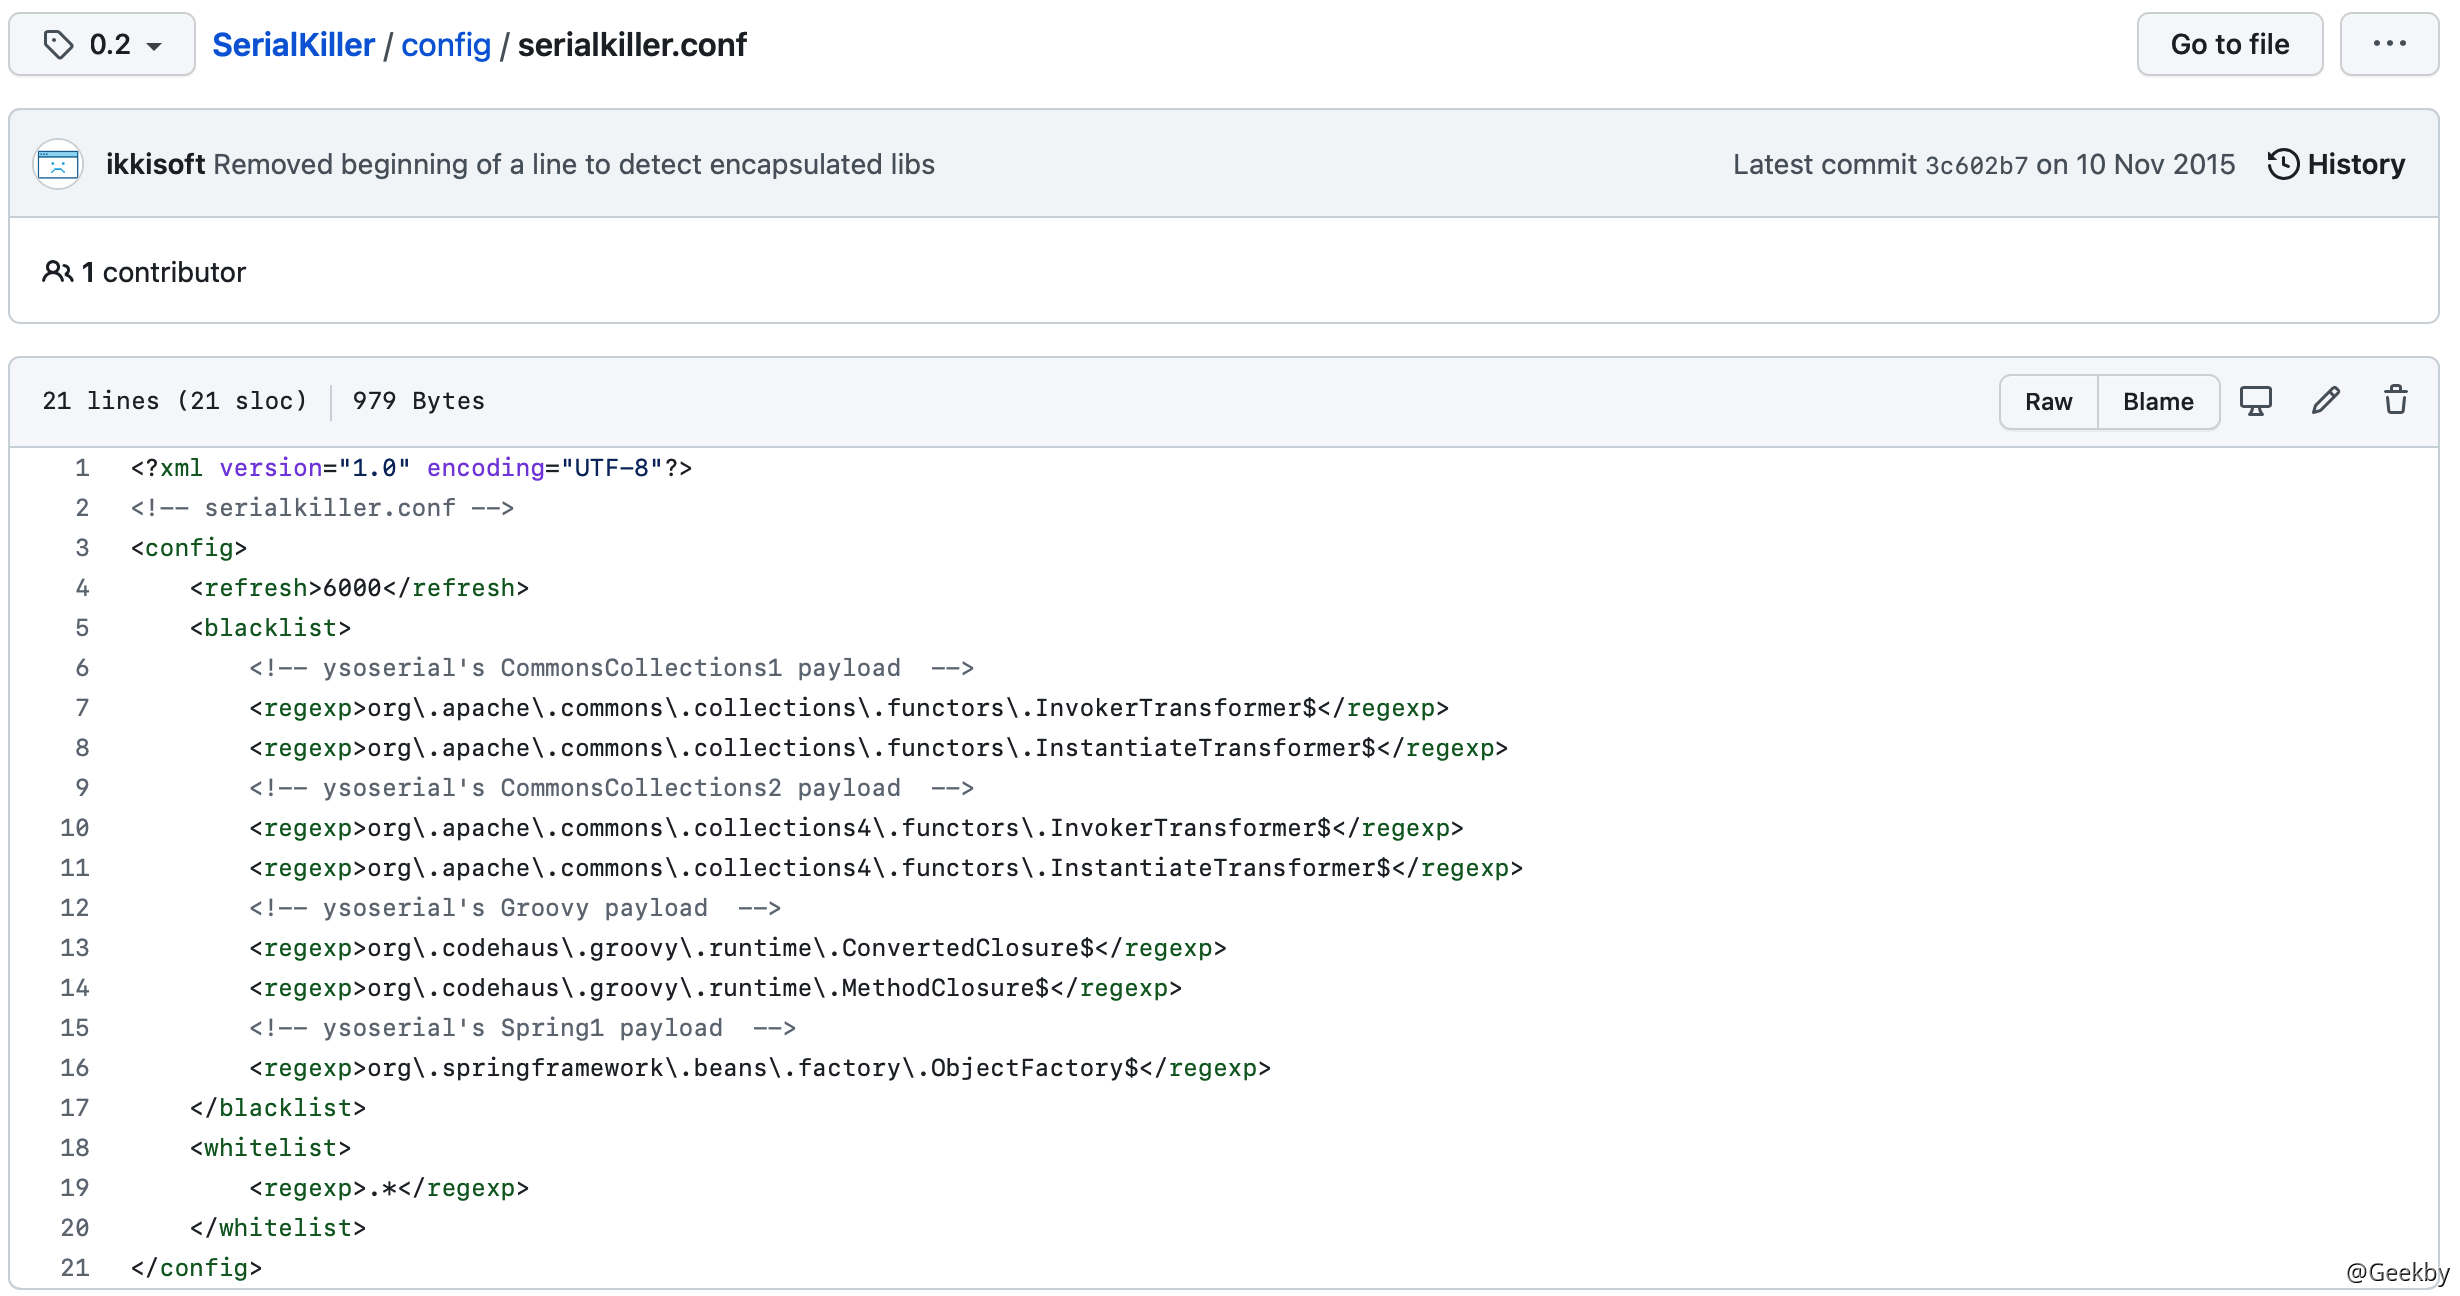 0.2 SerialKiller / config / serialkiller.conf Go to file ...
ikkisoft Removed beginning of a line to detect encapsulated libs Latest commit 3c602b7 on 10 Nov 2015 History
1 contributor
21 lines (21 sloc) 979 Bytes Raw Blame
1 <?xml version="1.0" encoding="UTF-8"?>
2 <!-- serialkiller.conf -->
3 <config>
4     <refresh>6000</refresh>
5     <blacklist>
6         <!-- ysoserial's CommonsCollections1 payload  -->
7         <regexp>org\.apache\.commons\.collections\.functors\.InvokerTransformer$</regexp>
8         <regexp>org\.apache\.commons\.collections\.functors\.InstantiateTransformer$</regexp>
9         <!-- ysoserial's CommonsCollections2 payload  -->
10         <regexp>org\.apache\.commons\.collections4\.functors\.InvokerTransformer$</regexp>
11         <regexp>org\.apache\.commons\.collections4\.functors\.InstantiateTransformer$</regexp>
12         <!-- ysoserial's Groovy payload  -->
13         <regexp>org\.codehaus\.groovy\.runtime\.ConvertedClosure$</regexp>
14         <regexp>org\.codehaus\.groovy\.runtime\.MethodClosure$</regexp>
15         <!-- ysoserial's Spring1 payload  -->
16         <regexp>org\.springframework\.beans\.factory\.ObjectFactory$</regexp>
17     </blacklist>
18     <whitelist>
19         <regexp>.*</regexp>
20     </whitelist>
21 </config>
@Geekby